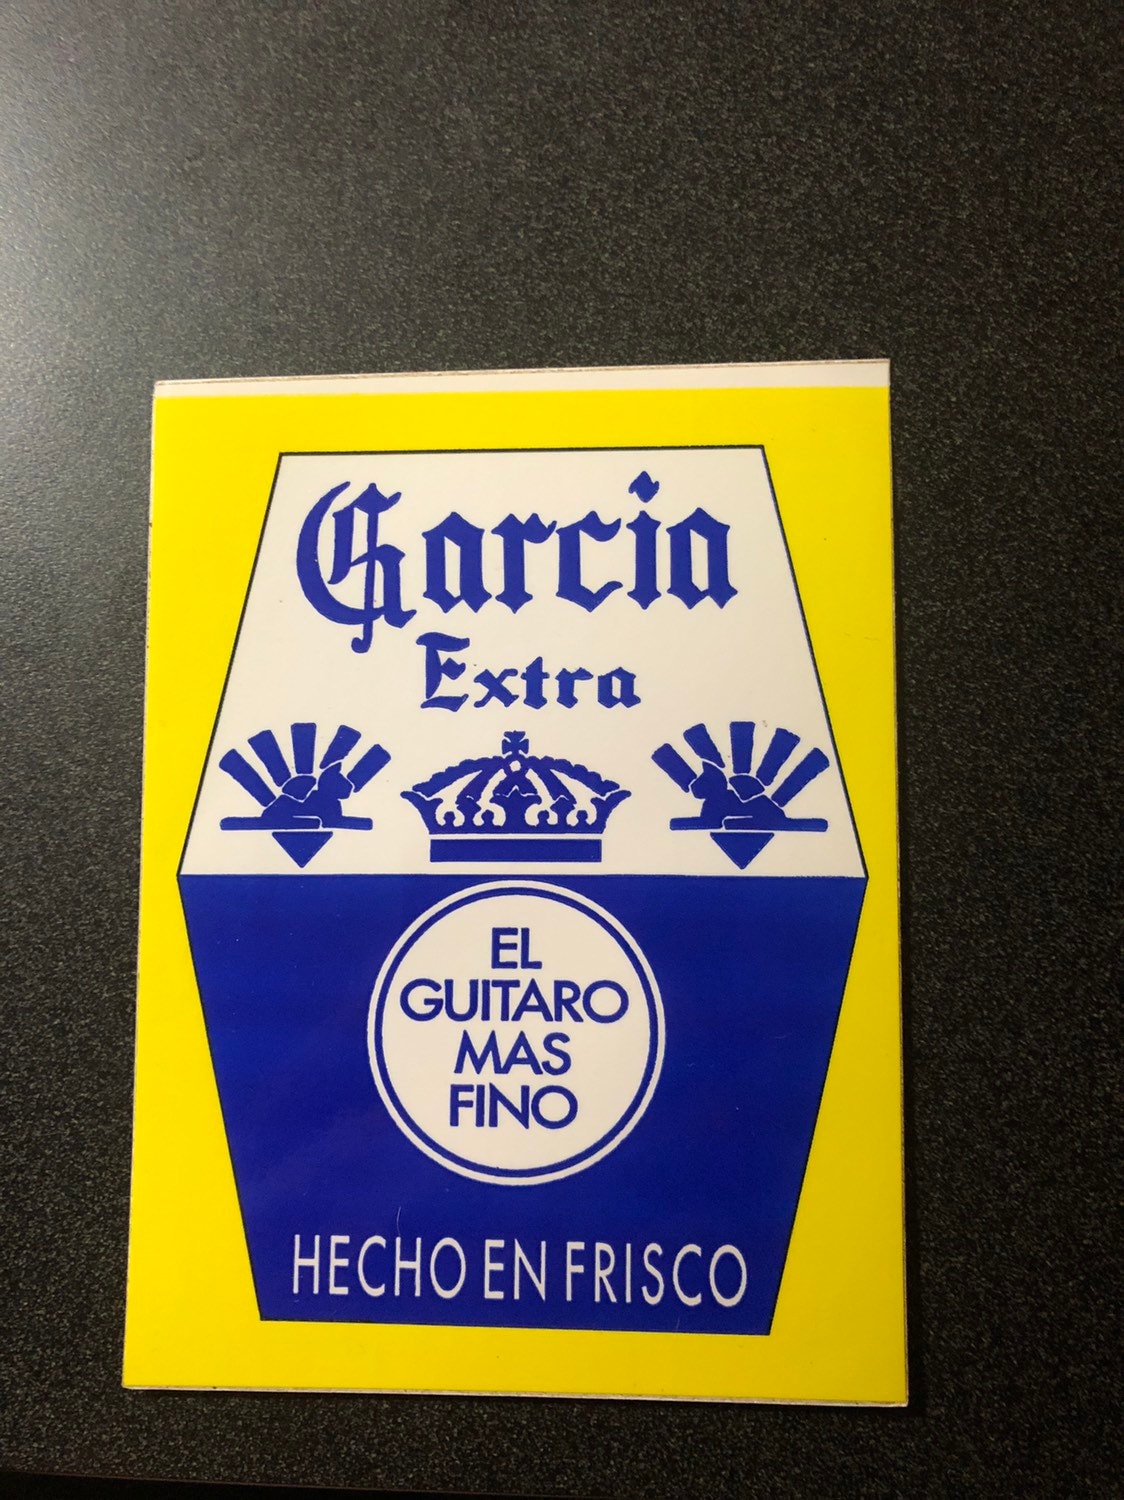 Garcia
Extra
EL
GUITARO
MAS
FINO
HECHO EN FRISCO